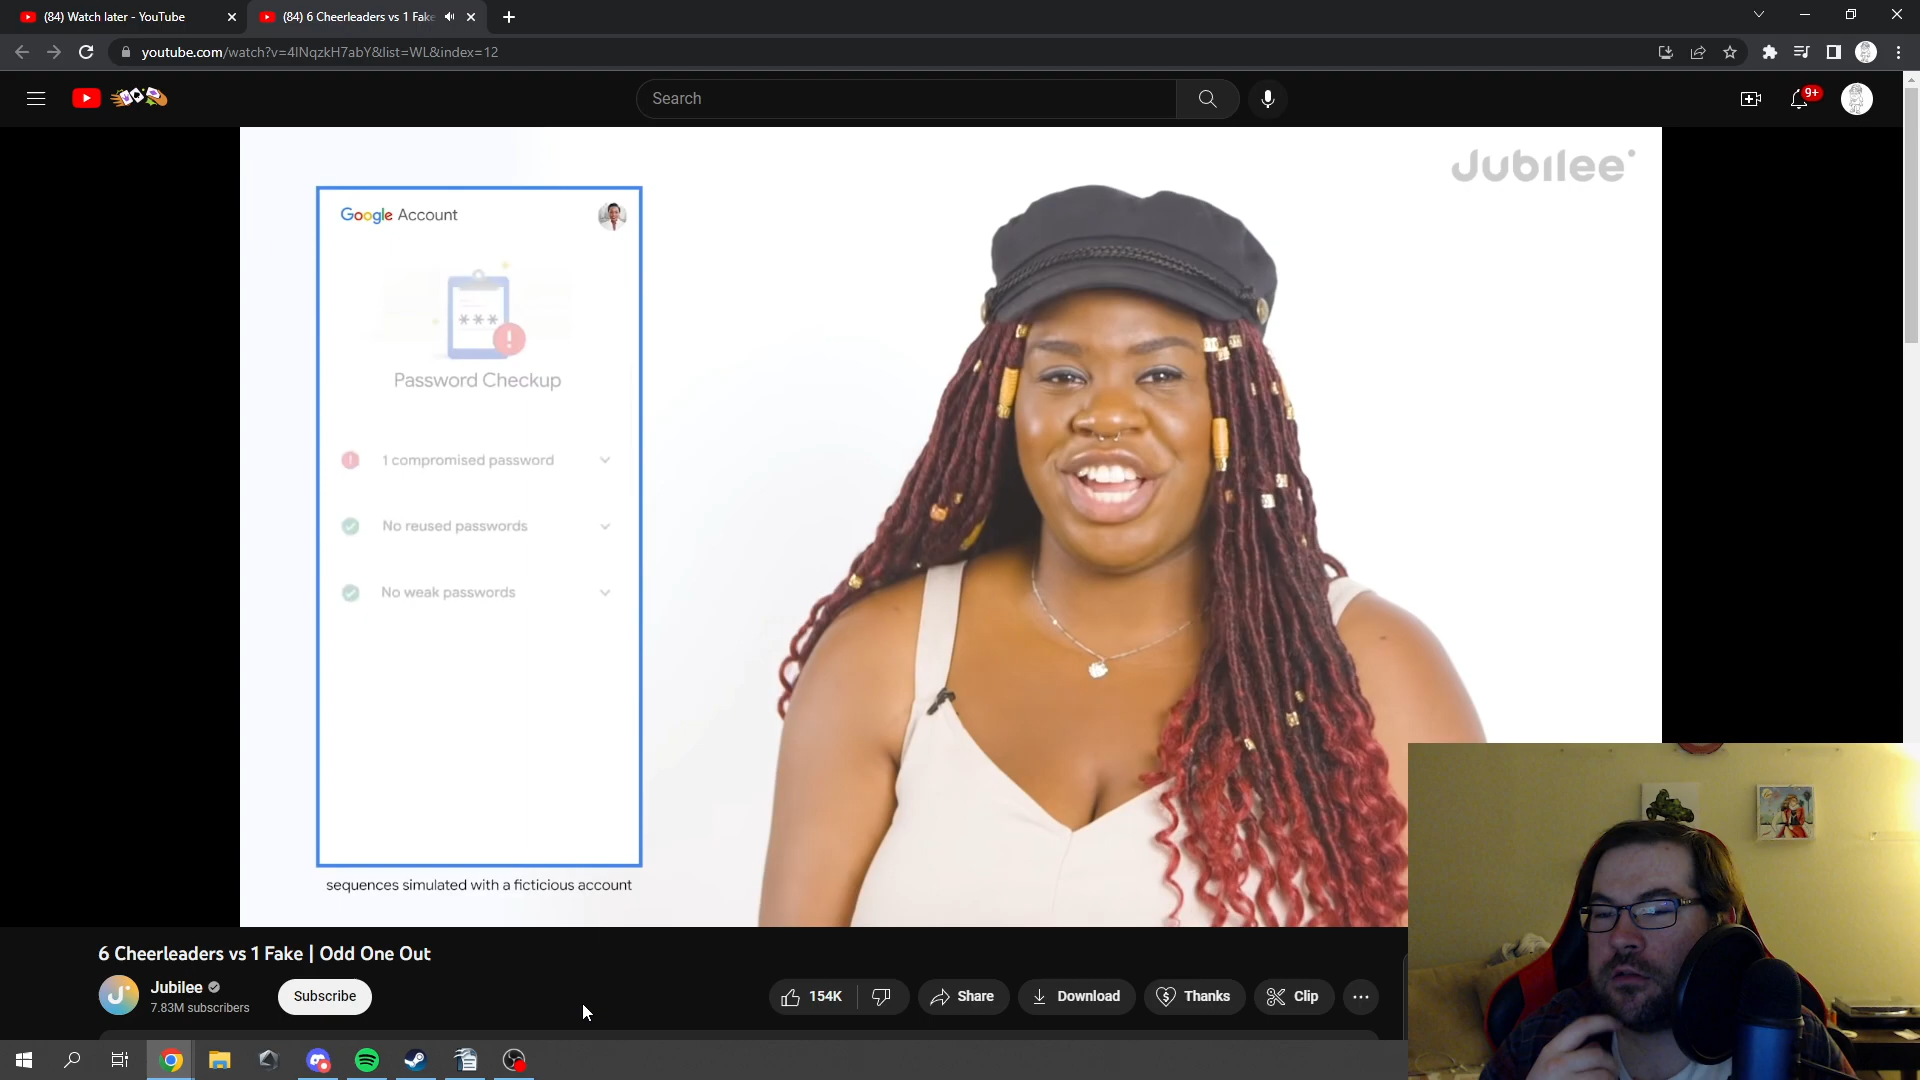 (84) Watch later - YouTube
(84) 6 Cheerleaders vs 1 Fake
youtube.com/watch?v=4lNqzkH7abY&list=WL&index=12
Search
9+
Jubilee
Google Account
***
Password Checkup
1 compromised password
No reused passwords
No weak passwords
sequences simulated with a ficticious account
6 Cheerleaders vs 1 Fake | Odd One Out
Jubilee
7.83M subscribers
Subscribe
154K
Share
Download
Thanks
Clip